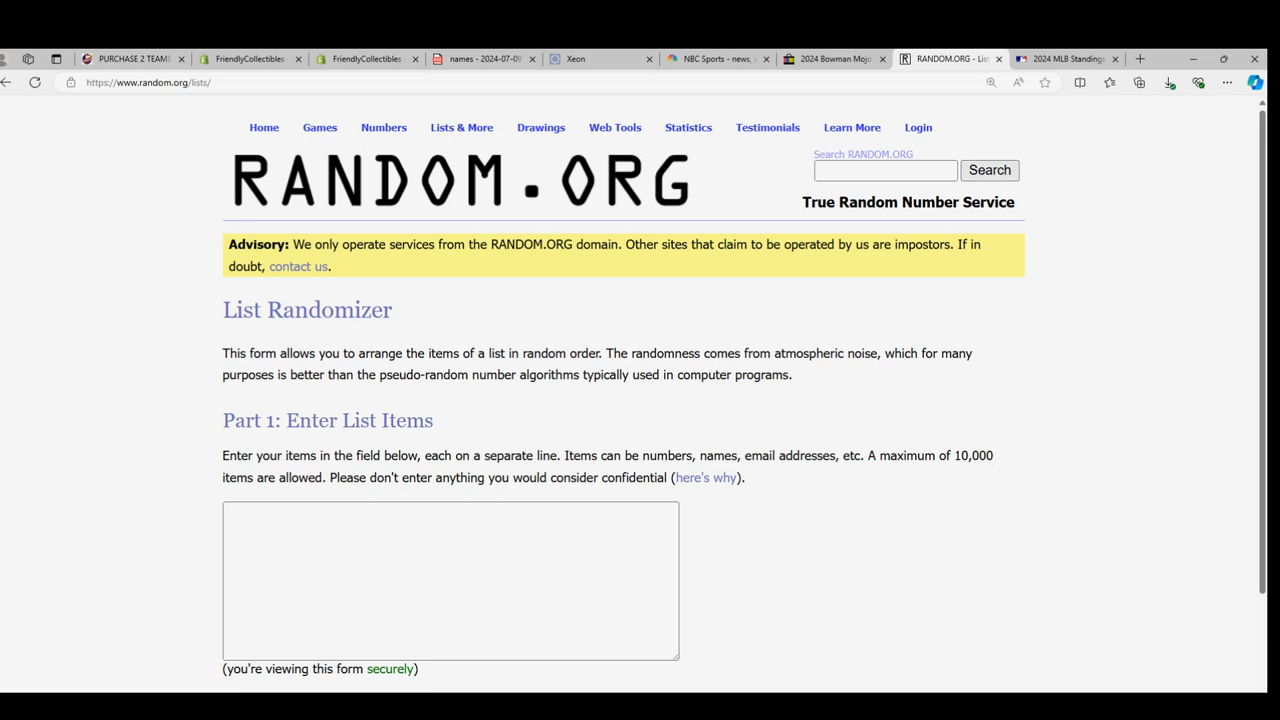 PURCHASE 2 TEAMS
FriendlyCollectibles
FriendlyCollectibles
names - 2024-07-09
Xeon
NBC Sports - news,
2024 Bowman Mojo
RANDOM.ORG - List
2024 MLB Standings
https://www.random.org/lists/
Home Games Numbers Lists & More Drawings Web Tools Statistics Testimonials Learn More Login
RANDOM.ORG
Search RANDOM.ORG
Search
True Random Number Service
Advisory: We only operate services from the RANDOM.ORG domain. Other sites that claim to be operated by us are impostors. If in
doubt, contact us.
List Randomizer
This form allows you to arrange the items of a list in random order. The randomness comes from atmospheric noise, which for many
purposes is better than the pseudo-random number algorithms typically used in computer programs.
Part 1: Enter List Items
Enter your items in the field below, each on a separate line. Items can be numbers, names, email addresses, etc. A maximum of 10,000
items are allowed. Please don't enter anything you would consider confidential (here's why).
(you're viewing this form securely)